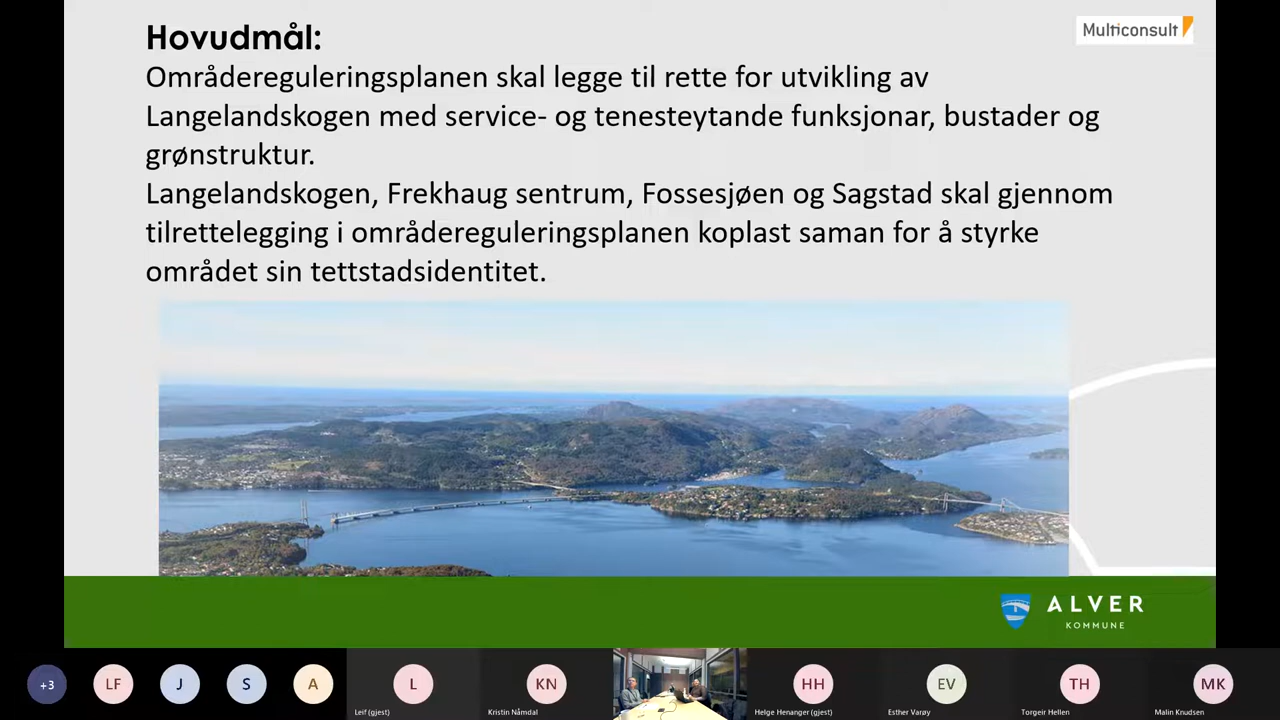 Hovudmål:
Multiconsult
Områdereguleringsplanen skal legge til rette for utvikling av
Langelandskogen med service- og tenesteytande funksjonar, bustader og
grønstruktur.
Langelandskogen, Frekhaug sentrum, Fossesjøen og Sagstad skal gjennom
tilrettelegging i områdereguleringsplanen koplast saman for å styrke
området sin tettstadsidentitet.
ALVER
KOMMUNE
+3
LF
J
S
A
L
KN
HH
EV
TH
MK
Leif (gjest)
Kristin Nåmdal
Helge Henanger (gjest)
Esther Varøy
Torgeir Hellen
Malin Knudsen